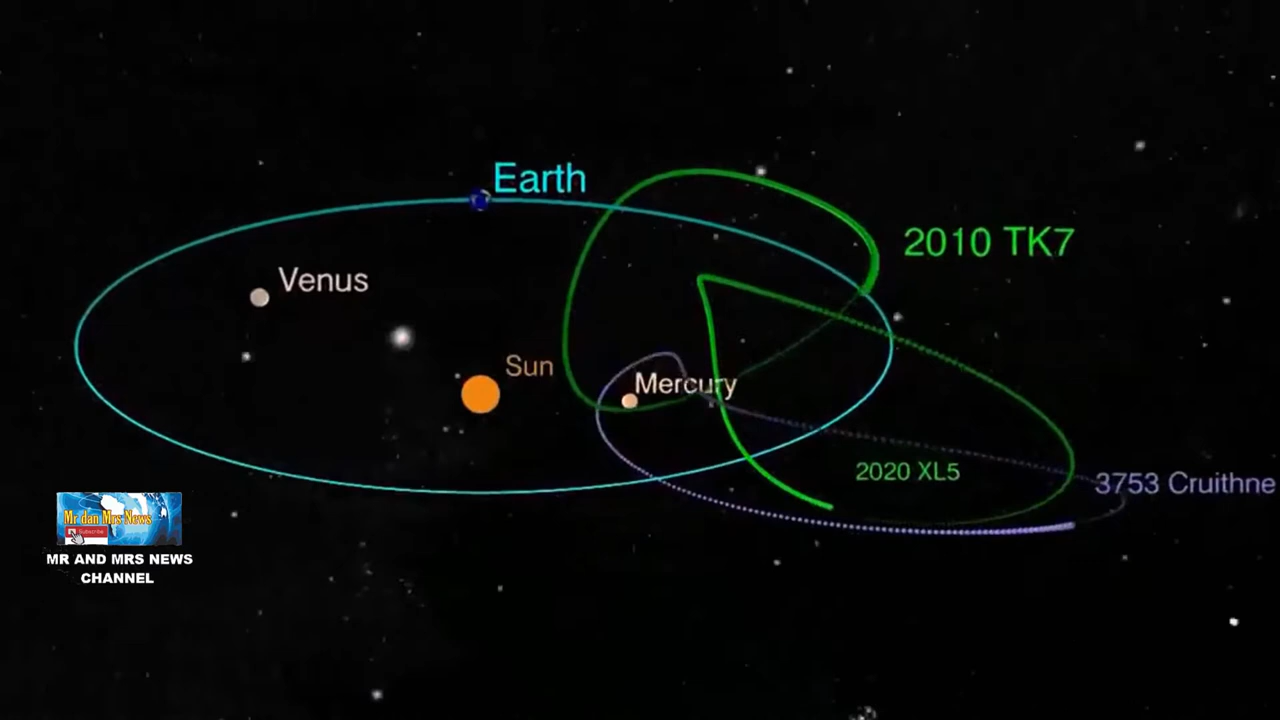 Earth
2010 TK7
Venus
Sun
Mercury
2020 XL5
3753 Cruithne
Mr dan Mrs News
Subscribe
MR AND MRS NEWS
CHANNEL